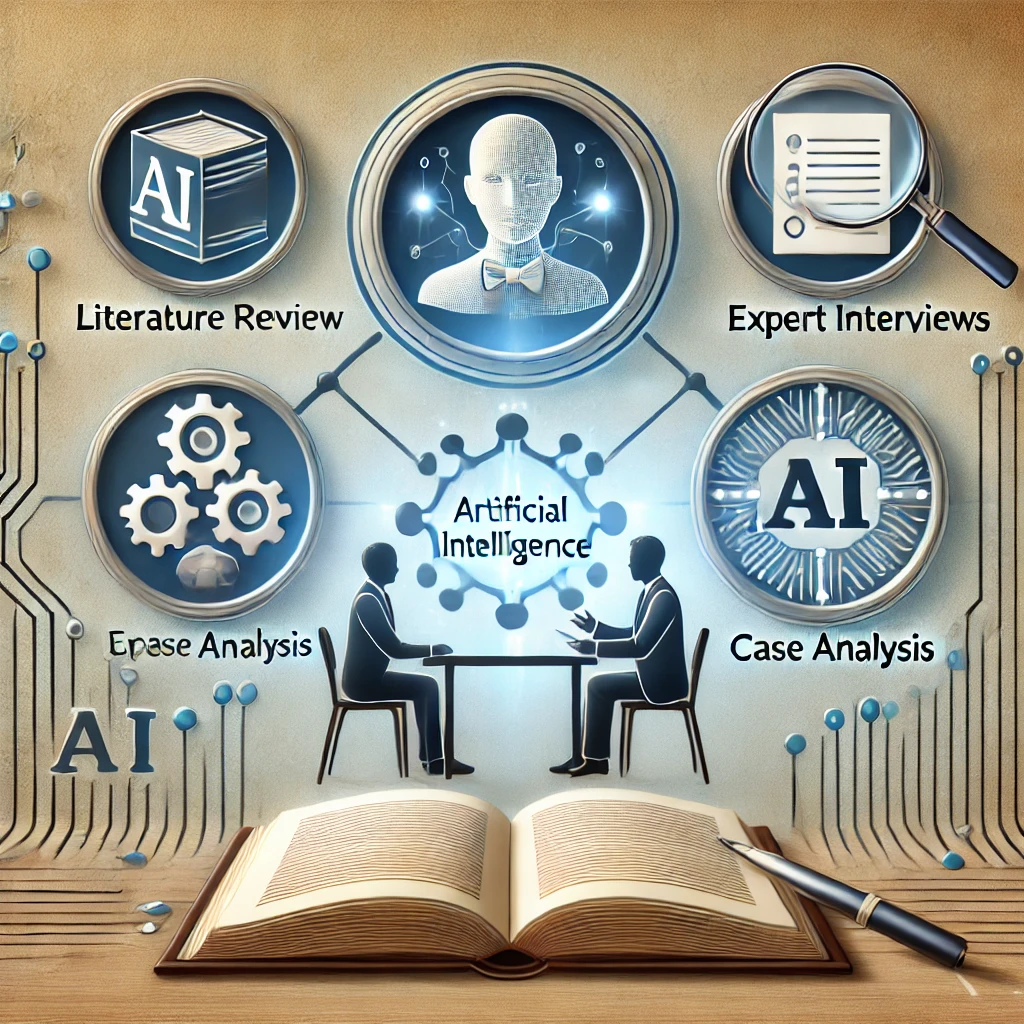 AI
Literature Review
Expert Interviews
Artificial
Intelligence
AI
Epase Analysis
Case Analysis
AI